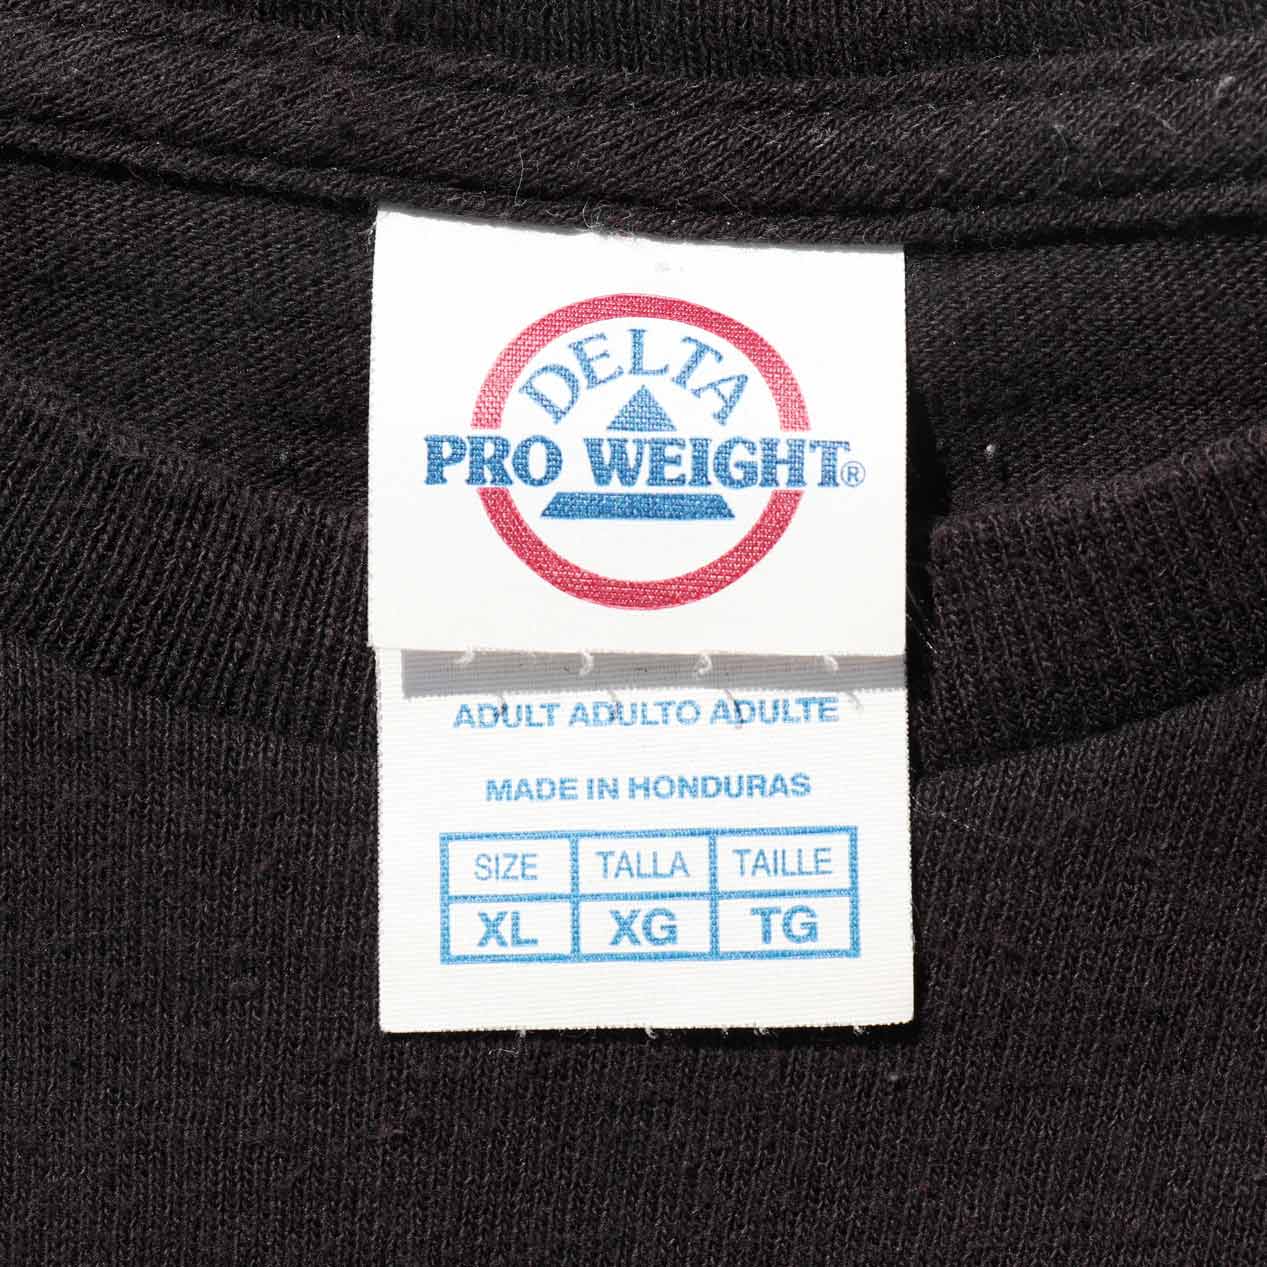 DELTA
PRO WEIGHT®
ADULT ADULTO ADULTE
MADE IN HONDURAS
SIZE TALLA TAILLE
XL XG TG